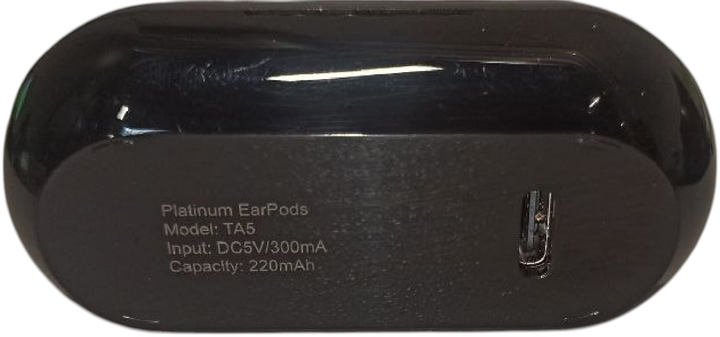 Platinum EarPods
Model: TA5
Input: DC5V/300mA
Capacity: 220mAh